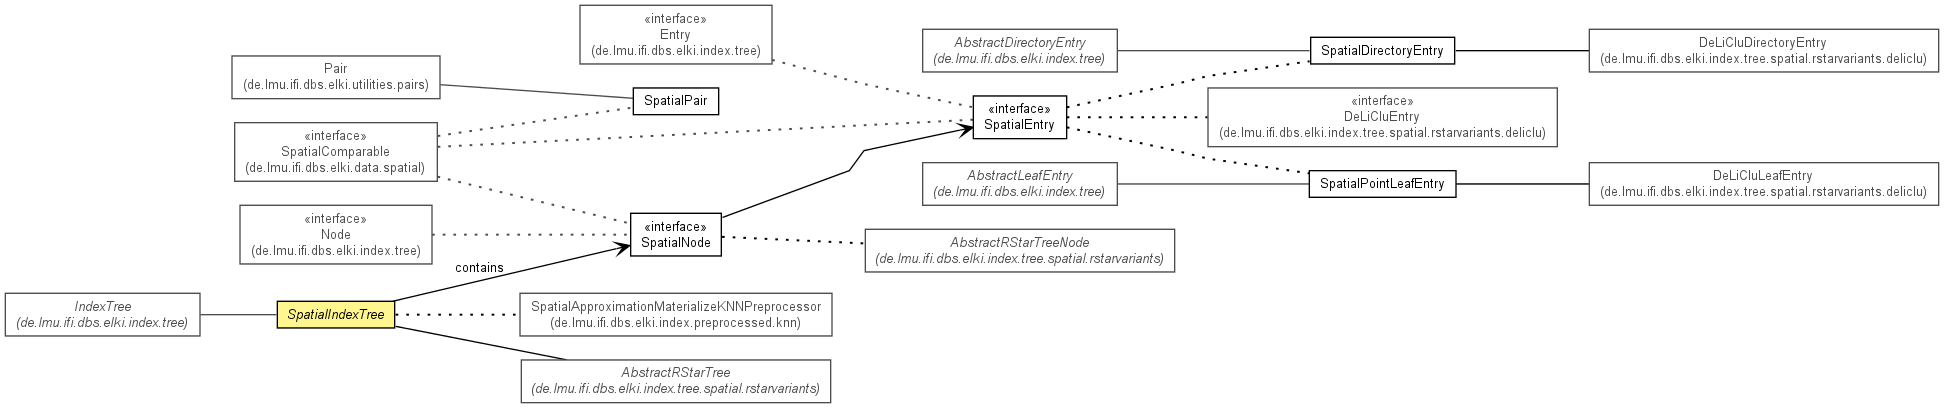 «interface»
Entry
(de.lmu.ifi.dbs.elki.index.tree)
AbstractDirectoryEntry
(de.lmu.ifi.dbs.elki.index.tree)
SpatialDirectoryEntry
DeLiCluDirectoryEntry
(de.lmu.ifi.dbs.elki.index.tree.spatial.rstarvariants.deliclu)
Pair
(de.lmu.ifi.dbs.elki.utilities.pairs)
SpatialPair
«interface»
SpatialEntry
«interface»
DeLiCluEntry
(de.lmu.ifi.dbs.elki.index.tree.spatial.rstarvariants.deliclu)
«interface»
SpatialComparable
(de.lmu.ifi.dbs.elki.data.spatial)
AbstractLeafEntry
(de.lmu.ifi.dbs.elki.index.tree)
SpatialPointLeafEntry
DeLiCluLeafEntry
(de.lmu.ifi.dbs.elki.index.tree.spatial.rstarvariants.deliclu)
«interface»
Node
(de.lmu.ifi.dbs.elki.index.tree)
«interface»
SpatialNode
AbstractRStarTreeNode
(de.lmu.ifi.dbs.elki.index.tree.spatial.rstarvariants)
contains
IndexTree
(de.lmu.ifi.dbs.elki.index.tree)
SpatialIndexTree
SpatialApproximationMaterializeKNNPreprocessor
(de.lmu.ifi.dbs.elki.index.preprocessed.knn)
AbstractRStarTree
(de.lmu.ifi.dbs.elki.index.tree.spatial.rstarvariants)